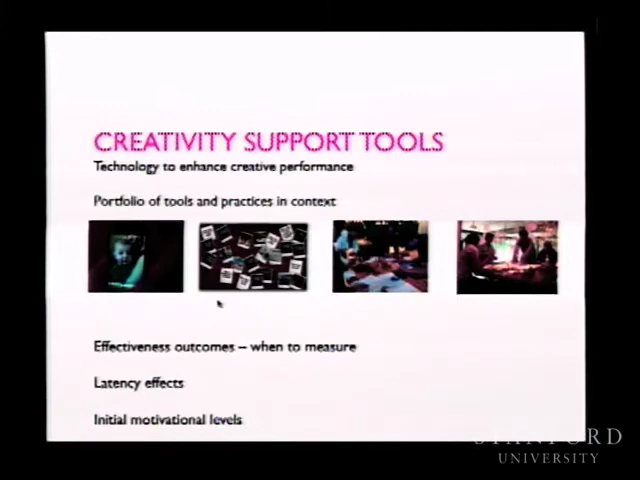 CREATIVITY SUPPORT TOOLS
Technology to enhance creative performance
Portfolio of tools and practices in context
Effectiveness outcomes – when to measure
Latency effects
Initial motivational levels
STANFORD
UNIVERSITY